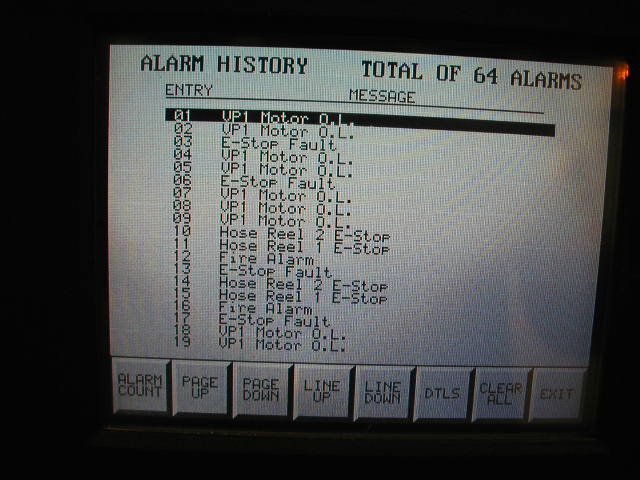 ALARM HISTORY TOTAL OF 64 ALARMS
ENTRY MESSAGE
01 VP1 Motor O.L.
02 VP1 Motor O.L.
03 E-Stop Fault
04 VP1 Motor O.L.
05 VP1 Motor O.L.
06 E-Stop Fault
07 VP1 Motor O.L.
08 VP1 Motor O.L.
09 VP1 Motor O.L.
10 Hose Reel 2 E-Stop
11 Hose Reel 1 E-Stop
12 Fire Alarm
13 E-Stop Fault
14 Hose Reel 2 E-Stop
15 Hose Reel 1 E-Stop
16 Fire Alarm
17 E-Stop Fault
18 VP1 Motor O.L.
19 VP1 Motor O.L.
ALARM COUNT PAGE UP PAGE DOWN LINE UP LINE DOWN DTLS CLEAR ALL EXIT